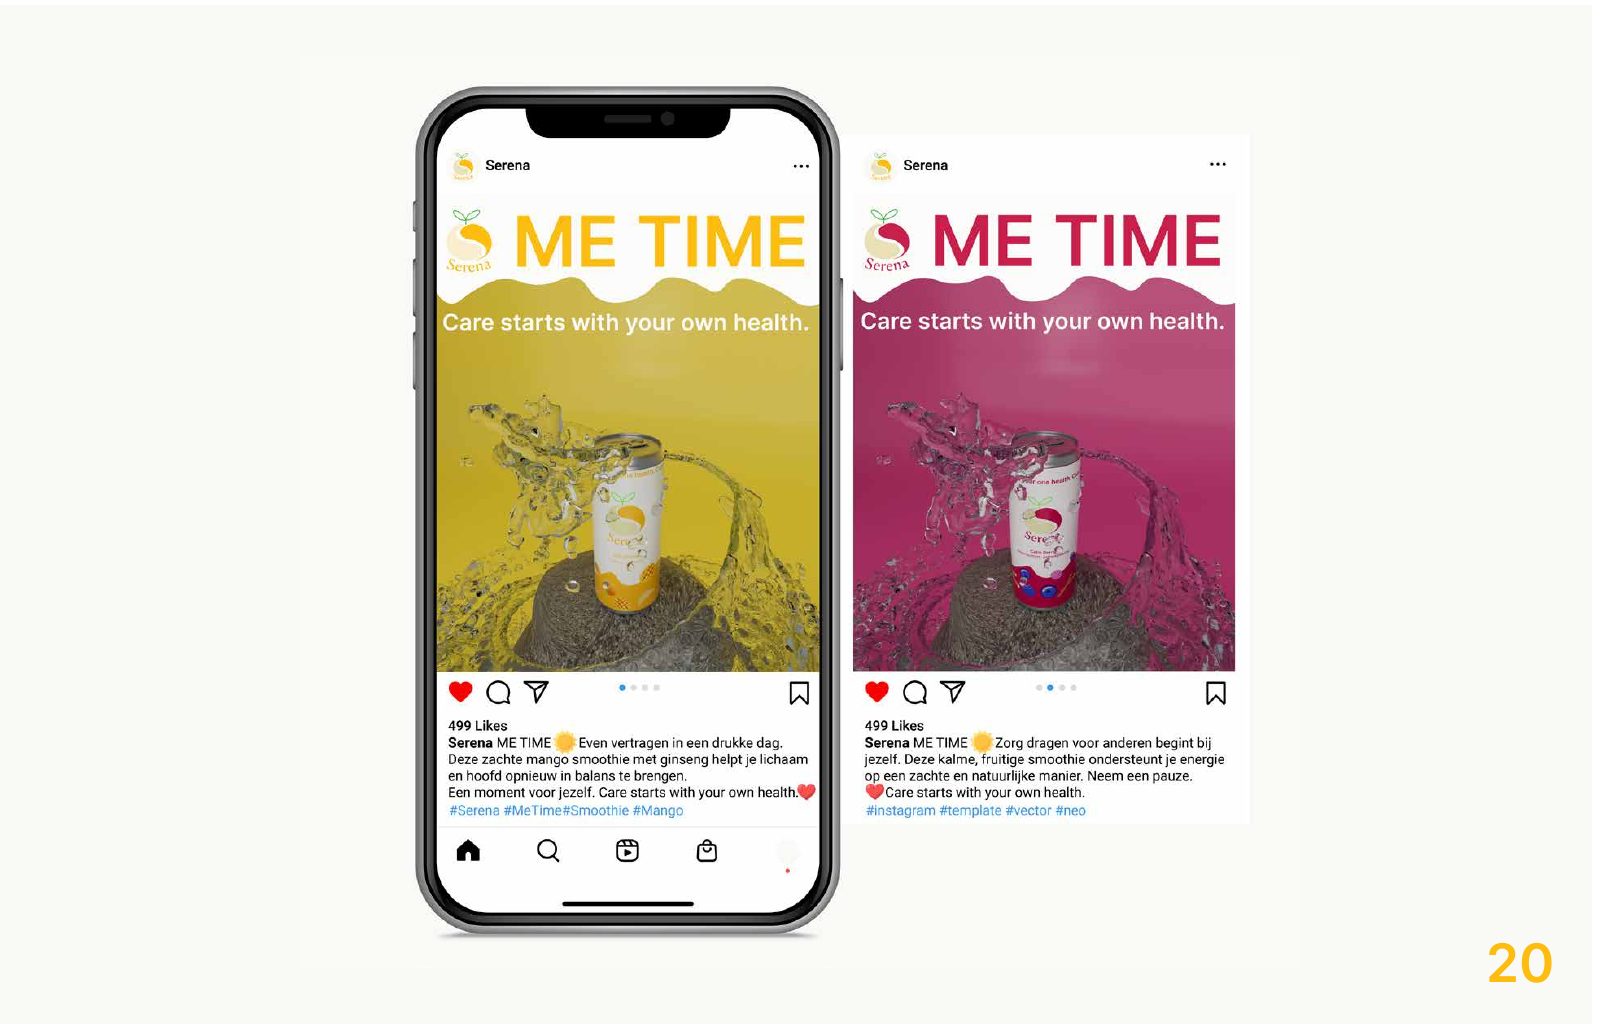 Serena
Serena
ME TIME
Care starts with your own health.
Serena
499 Likes
Serena ME TIME Even vertragen in een drukke dag.
Deze zachte mango smoothie met ginseng helpt je lichaam
en hoofd opnieuw in balans te brengen.
Een moment voor jezelf. Care starts with your own health.
#Serena #MeTime#Smoothie #Mango
Serena
Serena
ME TIME
Care starts with your own health.
your one health
Serena
499 Likes
Serena ME TIME Zorg dragen voor anderen begint bij
jezelf. Deze kalme, fruitige smoothie ondersteunt je energie
op een zachte en natuurlijke manier. Neem een pauze.
Care starts with your own health.
#instagram #template #vector #neo
20